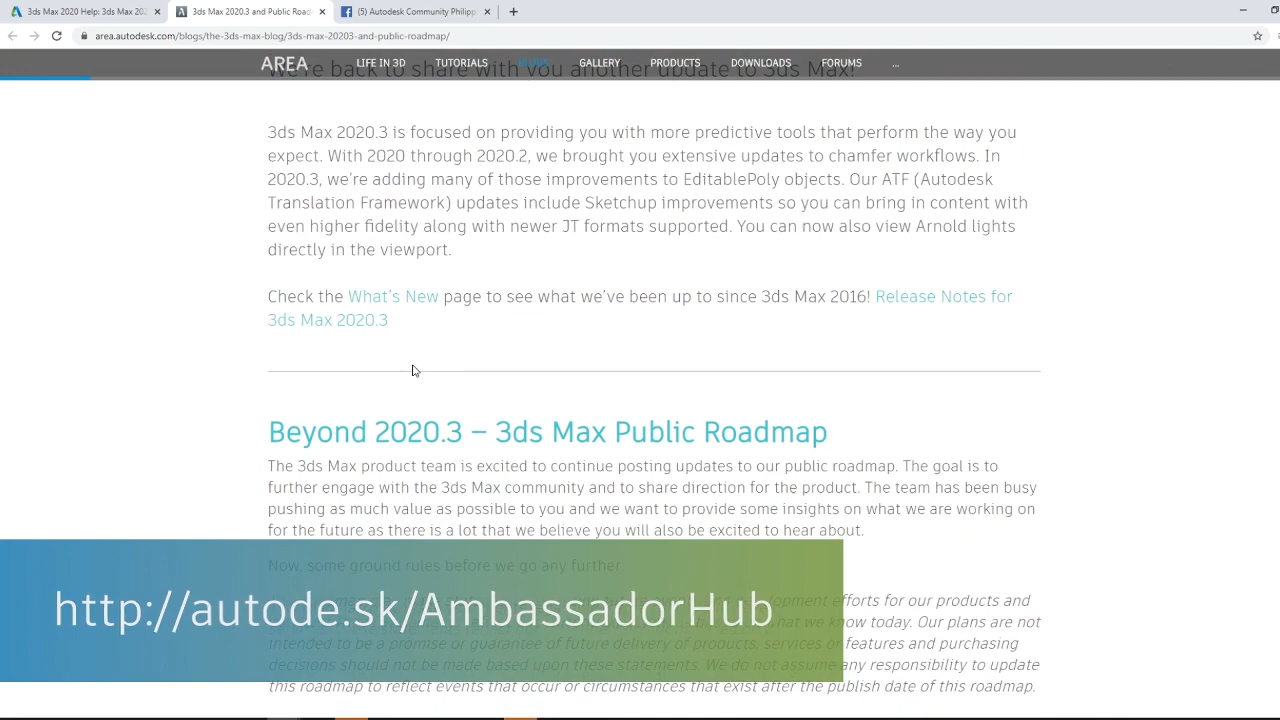 3ds Max 2020 Help: 3ds Max 202
3ds Max 2020.3 and Public Road
(5) Autodesk Community Philipp
area.autodesk.com/blogs/the-3ds-max-blog/3ds-max-20203-and-public-roadmap/
AREA
LIFE IN 3D
TUTORIALS
BLOGS
GALLERY
PRODUCTS
DOWNLOADS
FORUMS
...
We're back to share with you another update to 3ds Max!
3ds Max 2020.3 is focused on providing you with more predictive tools that perform the way you
expect. With 2020 through 2020.2, we brought you extensive updates to chamfer workflows. In
2020.3, we're adding many of those improvements to EditablePoly objects. Our ATF (Autodesk
Translation Framework) updates include Sketchup improvements so you can bring in content with
even higher fidelity along with newer JT formats supported. You can now also view Arnold lights
directly in the viewport.
Check the What's New page to see what we've been up to since 3ds Max 2016! Release Notes for
3ds Max 2020.3
Beyond 2020.3 – 3ds Max Public Roadmap
The 3ds Max product team is excited to continue posting updates to our public roadmap. The goal is to
further engage with the 3ds Max community and to share direction for the product. The team has been busy
pushing as much value as possible to you and we want to provide some insights on what we are working on
for the future as there is a lot that we believe you will also be excited to hear about.
Now, some ground rules before we go any further:
http://autode.sk/AmbassadorHub
efforts for our products and
what we know today. Our plans are not
intended to be a promise or guarantee of future delivery of products, services or features and purchasing
decisions should not be made based upon these statements. We do not assume any responsibility to update
this roadmap to reflect events that occur or circumstances that exist after the publish date of this roadmap.